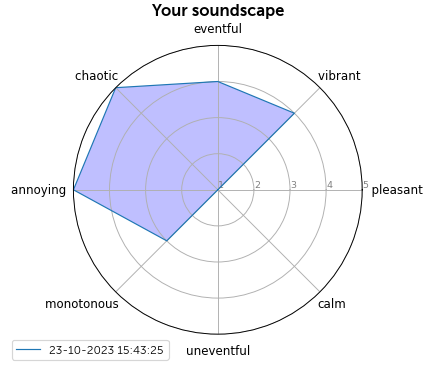 Your soundscape
eventful
chaotic
vibrant
annoying
1
2
3
4
5
pleasant
monotonous
calm
uneventful
23-10-2023 15:43:25